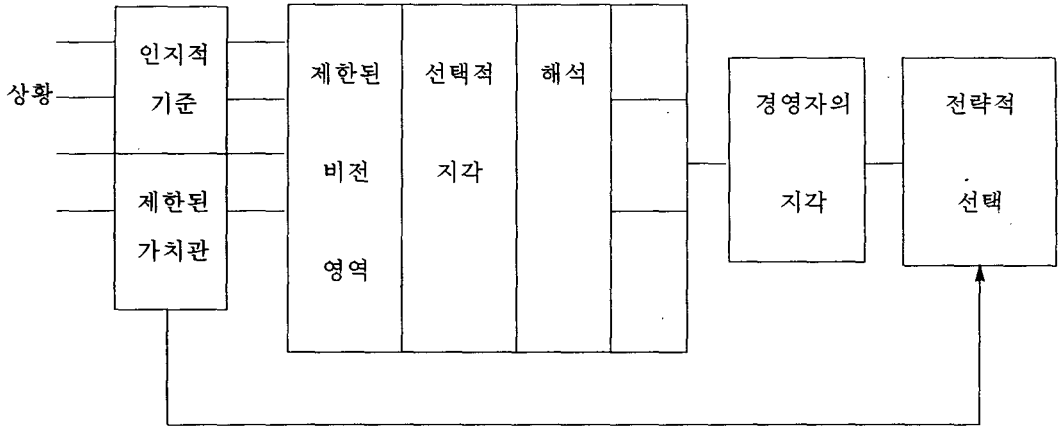 상황
인지적
기준
제한된
가치관
제한된
비전
영역
선택적
지각
해석
경영자의
지각
전략적
선택